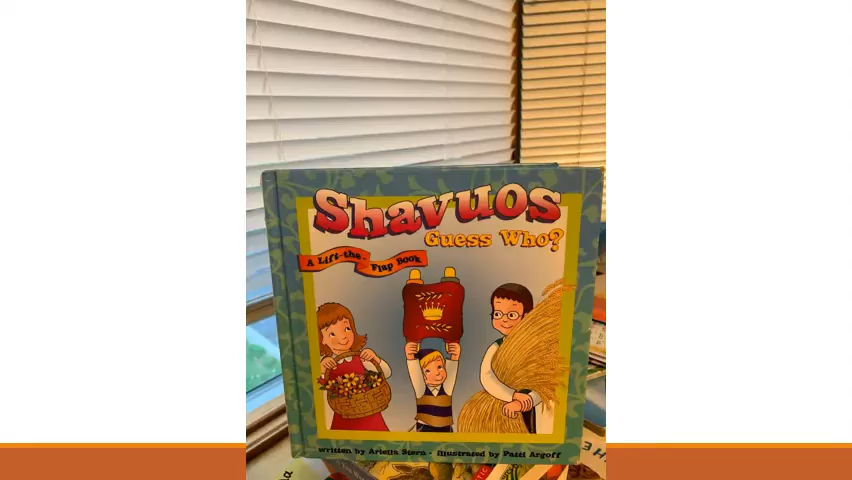 Shavuos
Guess Who?
A Lift-the-
Flap Book
written by Ariella Stern • illustrated by Patti Argoff